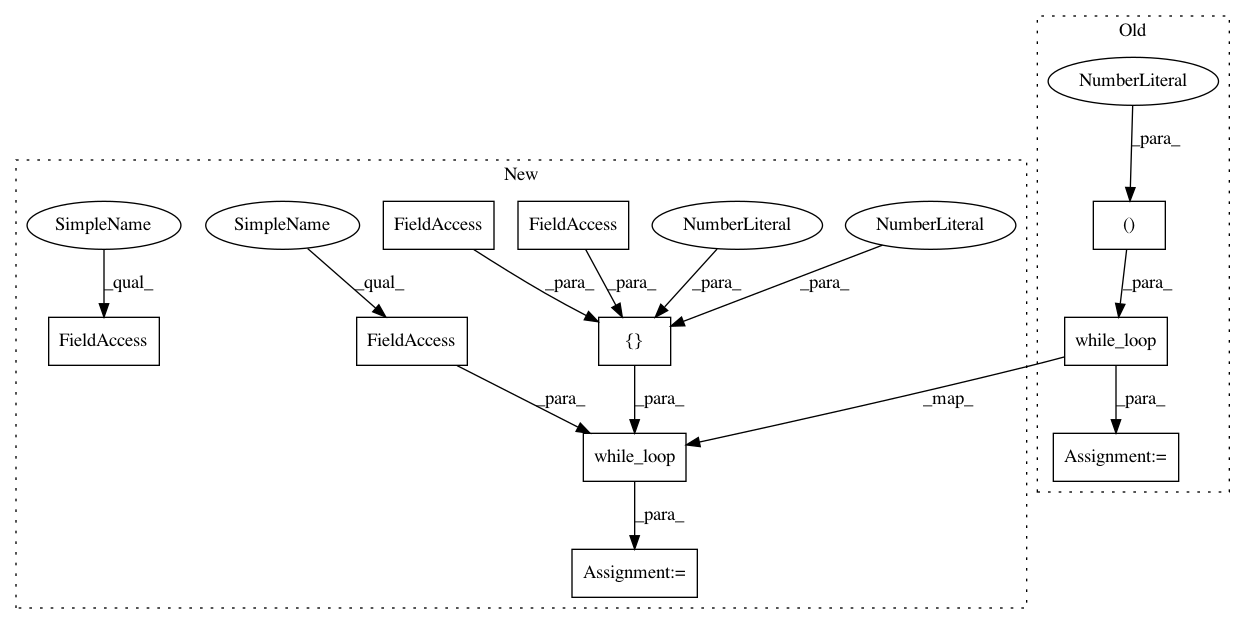 Old
NumberLiteral
_para_
New
SimpleName
SimpleName
FieldAccess
FieldAccess
NumberLiteral
NumberLiteral
()
_qual_
_qual_
_para_
_para_
_para_
_para_
_para_
FieldAccess
FieldAccess
{}
while_loop
_para_
_para_
_map_
_para_
while_loop
Assignment:=
_para_
Assignment:=